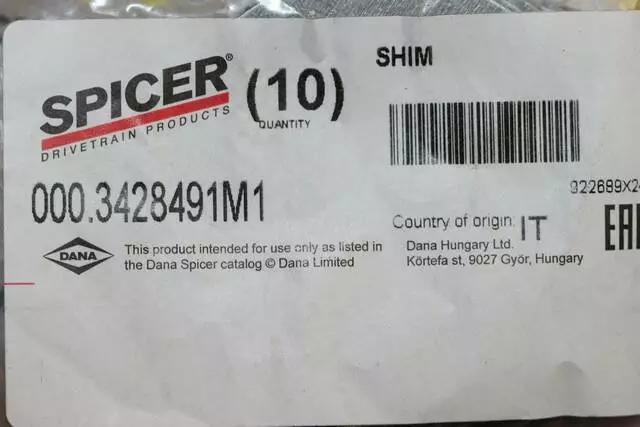 SPICER®
DRIVETRAIN PRODUCTS
(10)
QUANTITY
SHIM
000.3428491M1
DANA
This product intended for use only as listed in
the Dana Spicer catalog © Dana Limited
Country of origin: IT
Dana Hungary Ltd.
Körtefa st, 9027 Győr, Hungary